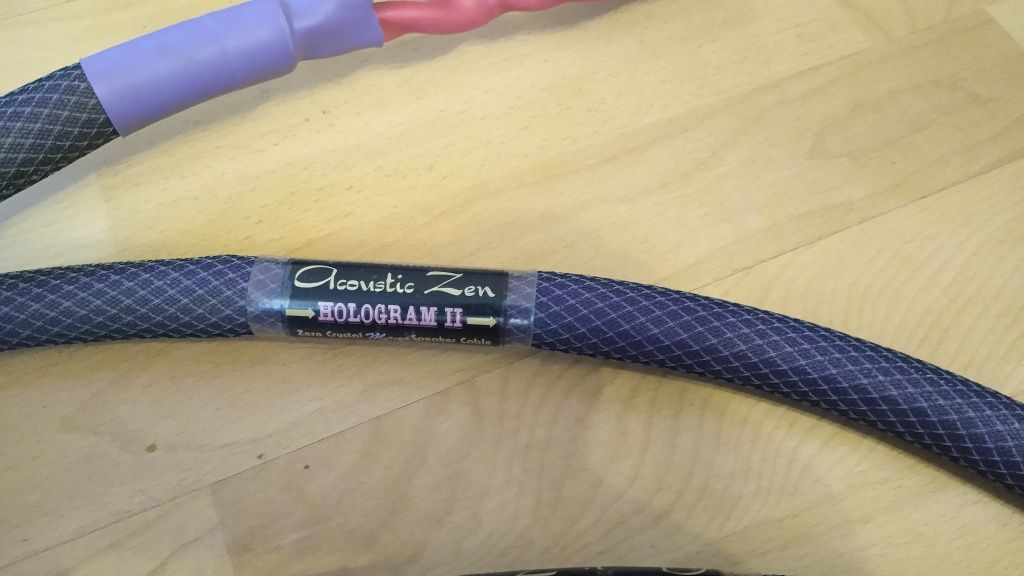 Acoustic Zen
HOLOGRAM II
Zero Crystal Speaker Cable